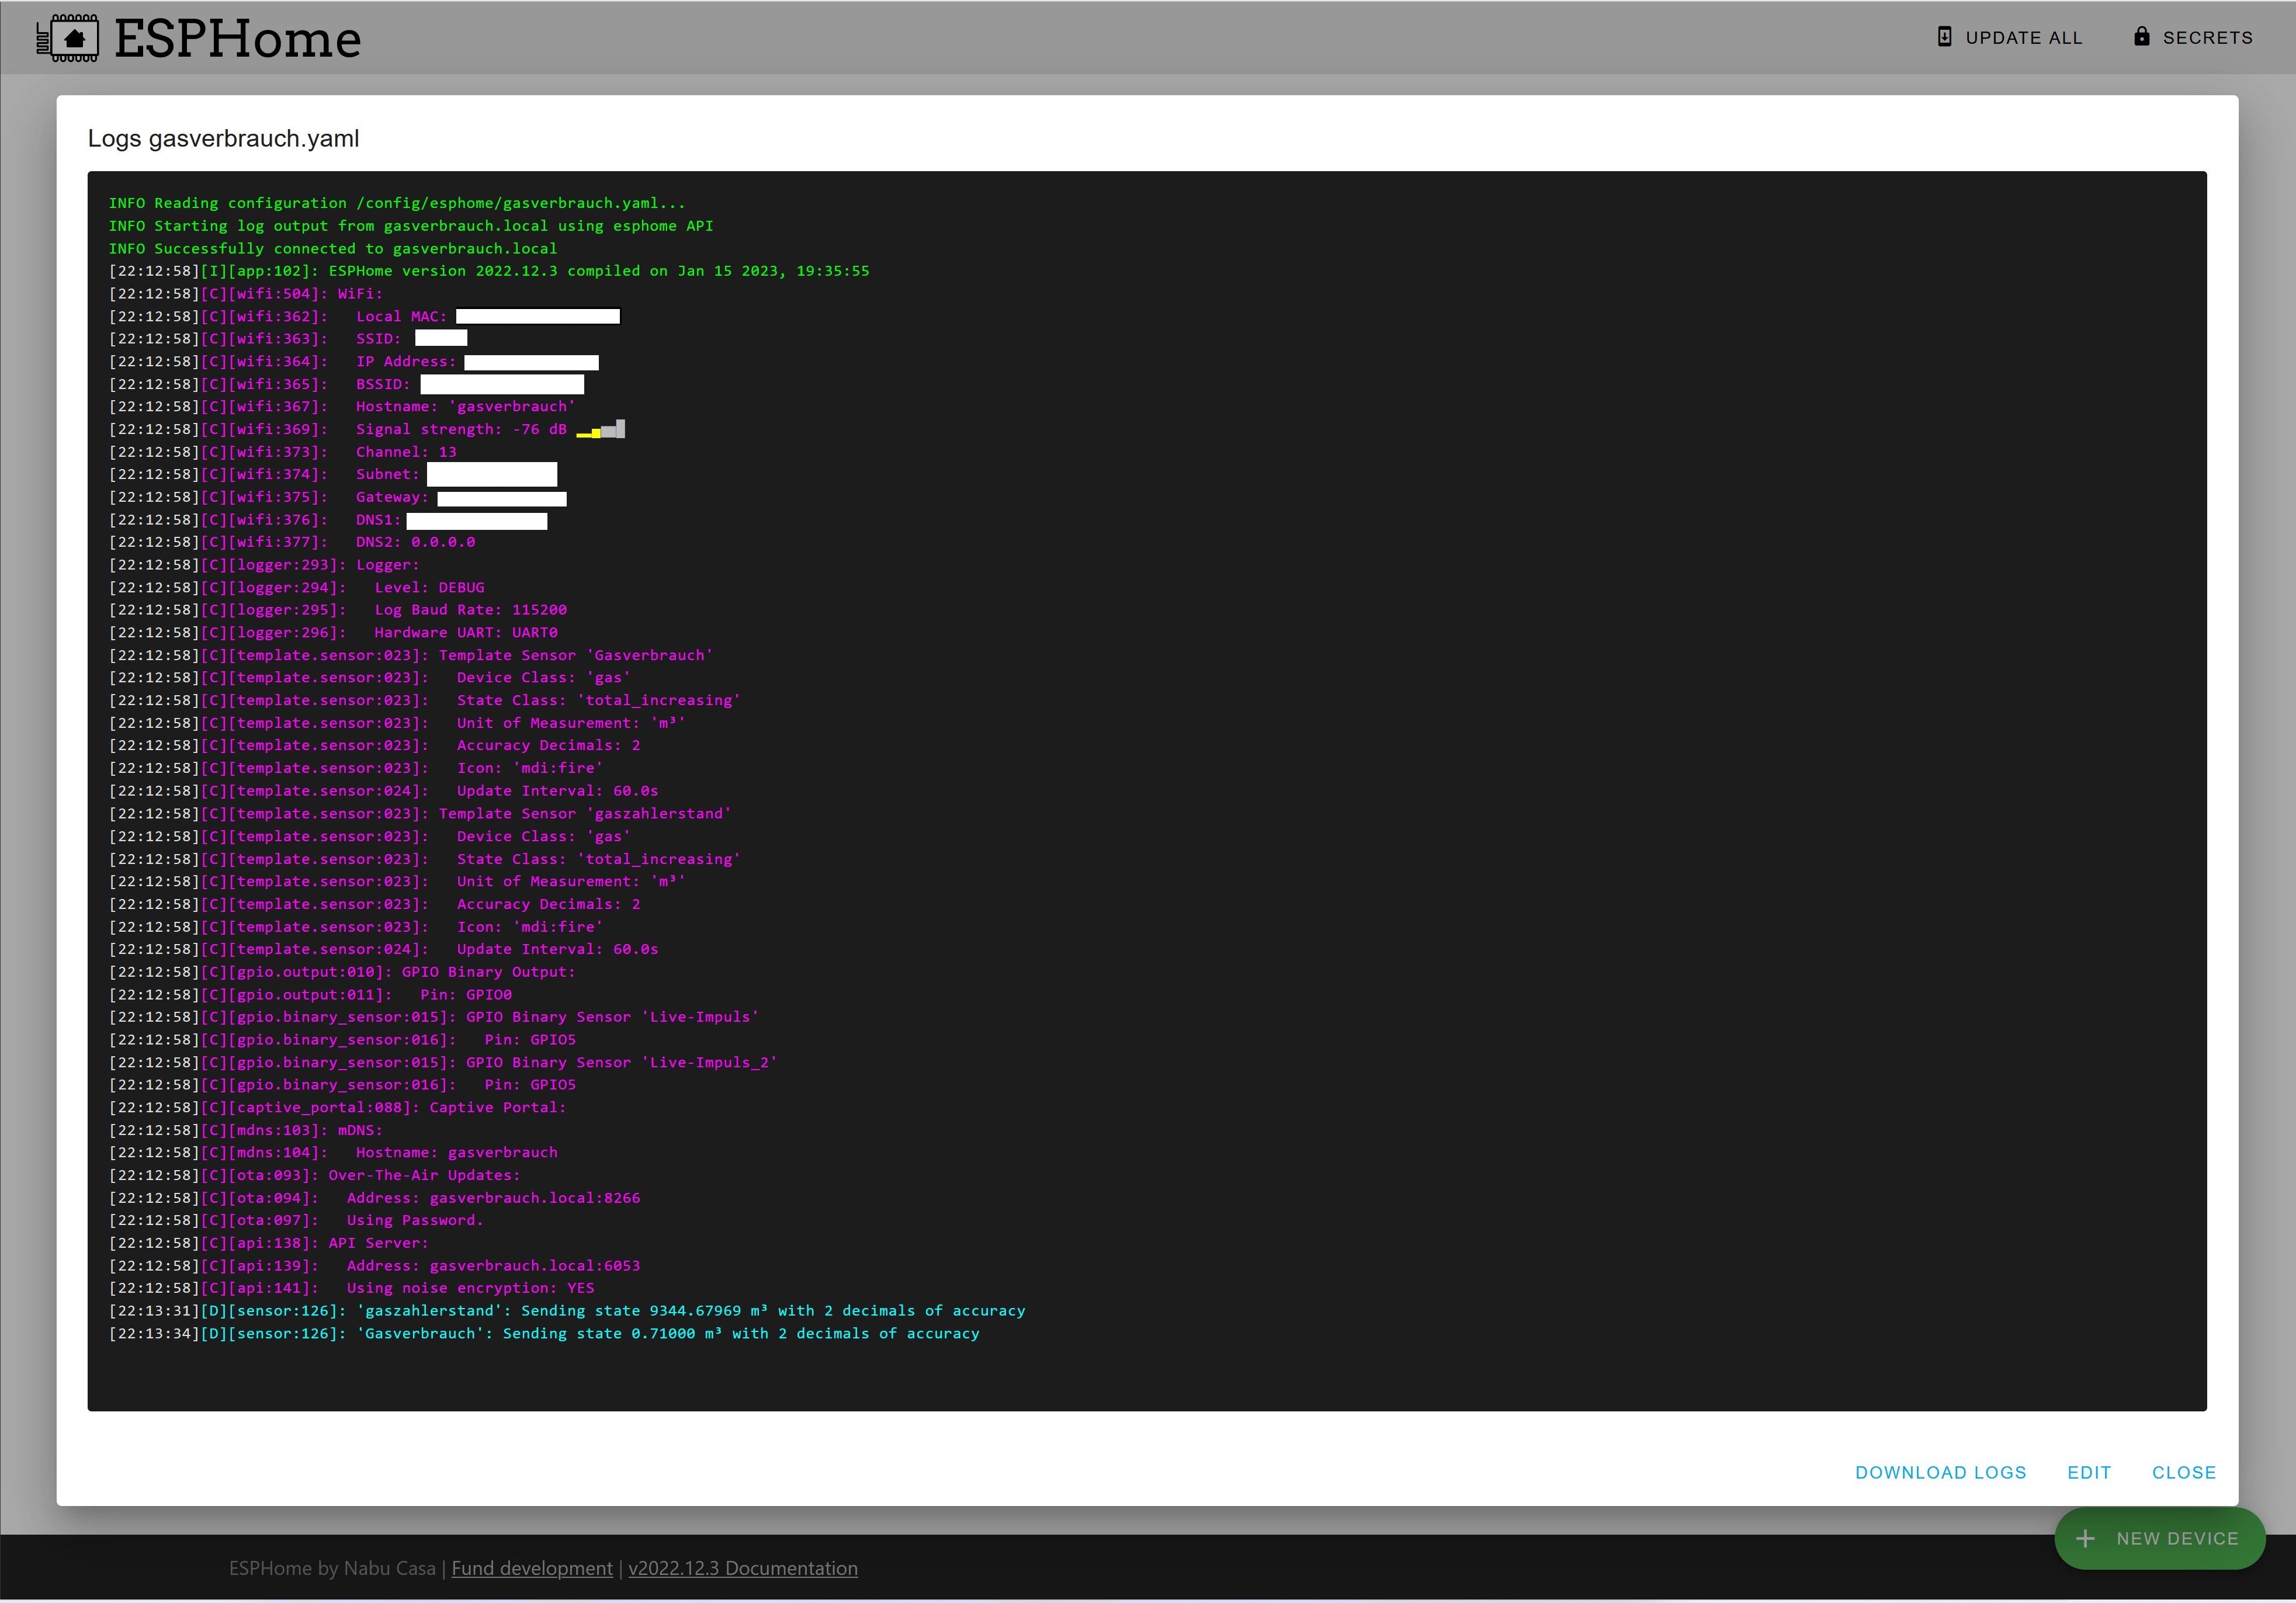 ESPHome
UPDATE ALL
SECRETS
Logs gasverbrauch.yaml
INFO Reading configuration /config/esphome/gasverbrauch.yaml...
INFO Starting log output from gasverbrauch.local using esphome API
INFO Successfully connected to gasverbrauch.local
[22:12:58][I][app:102]: ESPHome version 2022.12.3 compiled on Jan 15 2023, 19:35:55
[22:12:58][C][wifi:504]: WiFi:
[22:12:58][C][wifi:362]:   Local MAC:
[22:12:58][C][wifi:363]:   SSID:
[22:12:58][C][wifi:364]:   IP Address:
[22:12:58][C][wifi:365]:   BSSID:
[22:12:58][C][wifi:367]:   Hostname: 'gasverbrauch'
[22:12:58][C][wifi:369]:   Signal strength: -76 dB
[22:12:58][C][wifi:373]:   Channel: 13
[22:12:58][C][wifi:374]:   Subnet:
[22:12:58][C][wifi:375]:   Gateway:
[22:12:58][C][wifi:376]:   DNS1:
[22:12:58][C][wifi:377]:   DNS2: 0.0.0.0
[22:12:58][C][logger:293]: Logger:
[22:12:58][C][logger:294]:   Level: DEBUG
[22:12:58][C][logger:295]:   Log Baud Rate: 115200
[22:12:58][C][logger:296]:   Hardware UART: UART0
[22:12:58][C][template.sensor:023]: Template Sensor 'Gasverbrauch'
[22:12:58][C][template.sensor:023]:   Device Class: 'gas'
[22:12:58][C][template.sensor:023]:   State Class: 'total_increasing'
[22:12:58][C][template.sensor:023]:   Unit of Measurement: 'm³'
[22:12:58][C][template.sensor:023]:   Accuracy Decimals: 2
[22:12:58][C][template.sensor:023]:   Icon: 'mdi:fire'
[22:12:58][C][template.sensor:024]:   Update Interval: 60.0s
[22:12:58][C][template.sensor:023]: Template Sensor 'gaszahlerstand'
[22:12:58][C][template.sensor:023]:   Device Class: 'gas'
[22:12:58][C][template.sensor:023]:   State Class: 'total_increasing'
[22:12:58][C][template.sensor:023]:   Unit of Measurement: 'm³'
[22:12:58][C][template.sensor:023]:   Accuracy Decimals: 2
[22:12:58][C][template.sensor:023]:   Icon: 'mdi:fire'
[22:12:58][C][template.sensor:024]:   Update Interval: 60.0s
[22:12:58][C][gpio.output:010]: GPIO Binary Output:
[22:12:58][C][gpio.output:011]:   Pin: GPIO0
[22:12:58][C][gpio.binary_sensor:015]: GPIO Binary Sensor 'Live-Impuls'
[22:12:58][C][gpio.binary_sensor:016]:   Pin: GPIO5
[22:12:58][C][gpio.binary_sensor:015]: GPIO Binary Sensor 'Live-Impuls_2'
[22:12:58][C][gpio.binary_sensor:016]:   Pin: GPIO5
[22:12:58][C][captive_portal:088]: Captive Portal:
[22:12:58][C][mdns:103]: mDNS:
[22:12:58][C][mdns:104]:   Hostname: gasverbrauch
[22:12:58][C][ota:093]: Over-The-Air Updates:
[22:12:58][C][ota:094]:   Address: gasverbrauch.local:8266
[22:12:58][C][ota:097]:   Using Password.
[22:12:58][C][api:138]: API Server:
[22:12:58][C][api:139]:   Address: gasverbrauch.local:6053
[22:12:58][C][api:141]:   Using noise encryption: YES
[22:13:31][D][sensor:126]: 'gaszahlerstand': Sending state 9344.67969 m³ with 2 decimals of accuracy
[22:13:34][D][sensor:126]: 'Gasverbrauch': Sending state 0.71000 m³ with 2 decimals of accuracy
DOWNLOAD LOGS
EDIT
CLOSE
NEW DEVICE
ESPHome by Nabu Casa | Fund development | v2022.12.3 Documentation